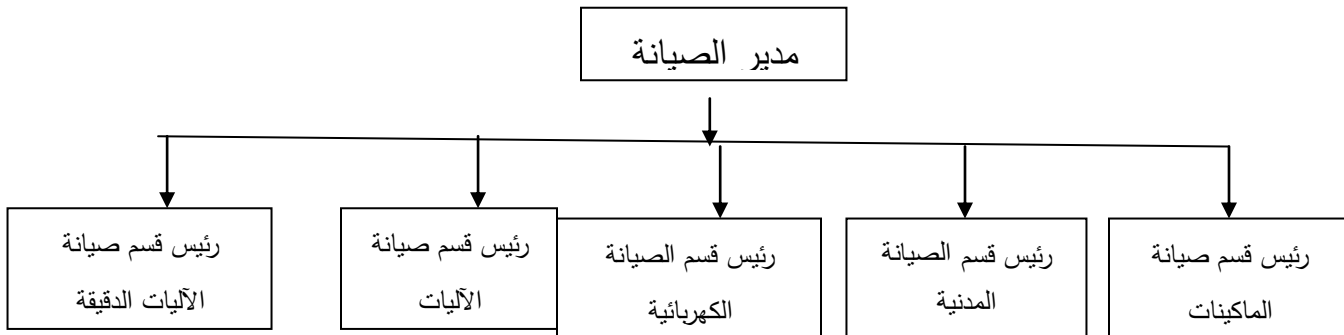 مدير الصيانة
رئيس قسم صيانة
الماكينات
رئيس قسم الصيانة
المدنية
رئيس قسم الصيانة
الكهربائية
رئيس قسم صيانة
الآليات
رئيس قسم صيانة
الآليات الدقيقة